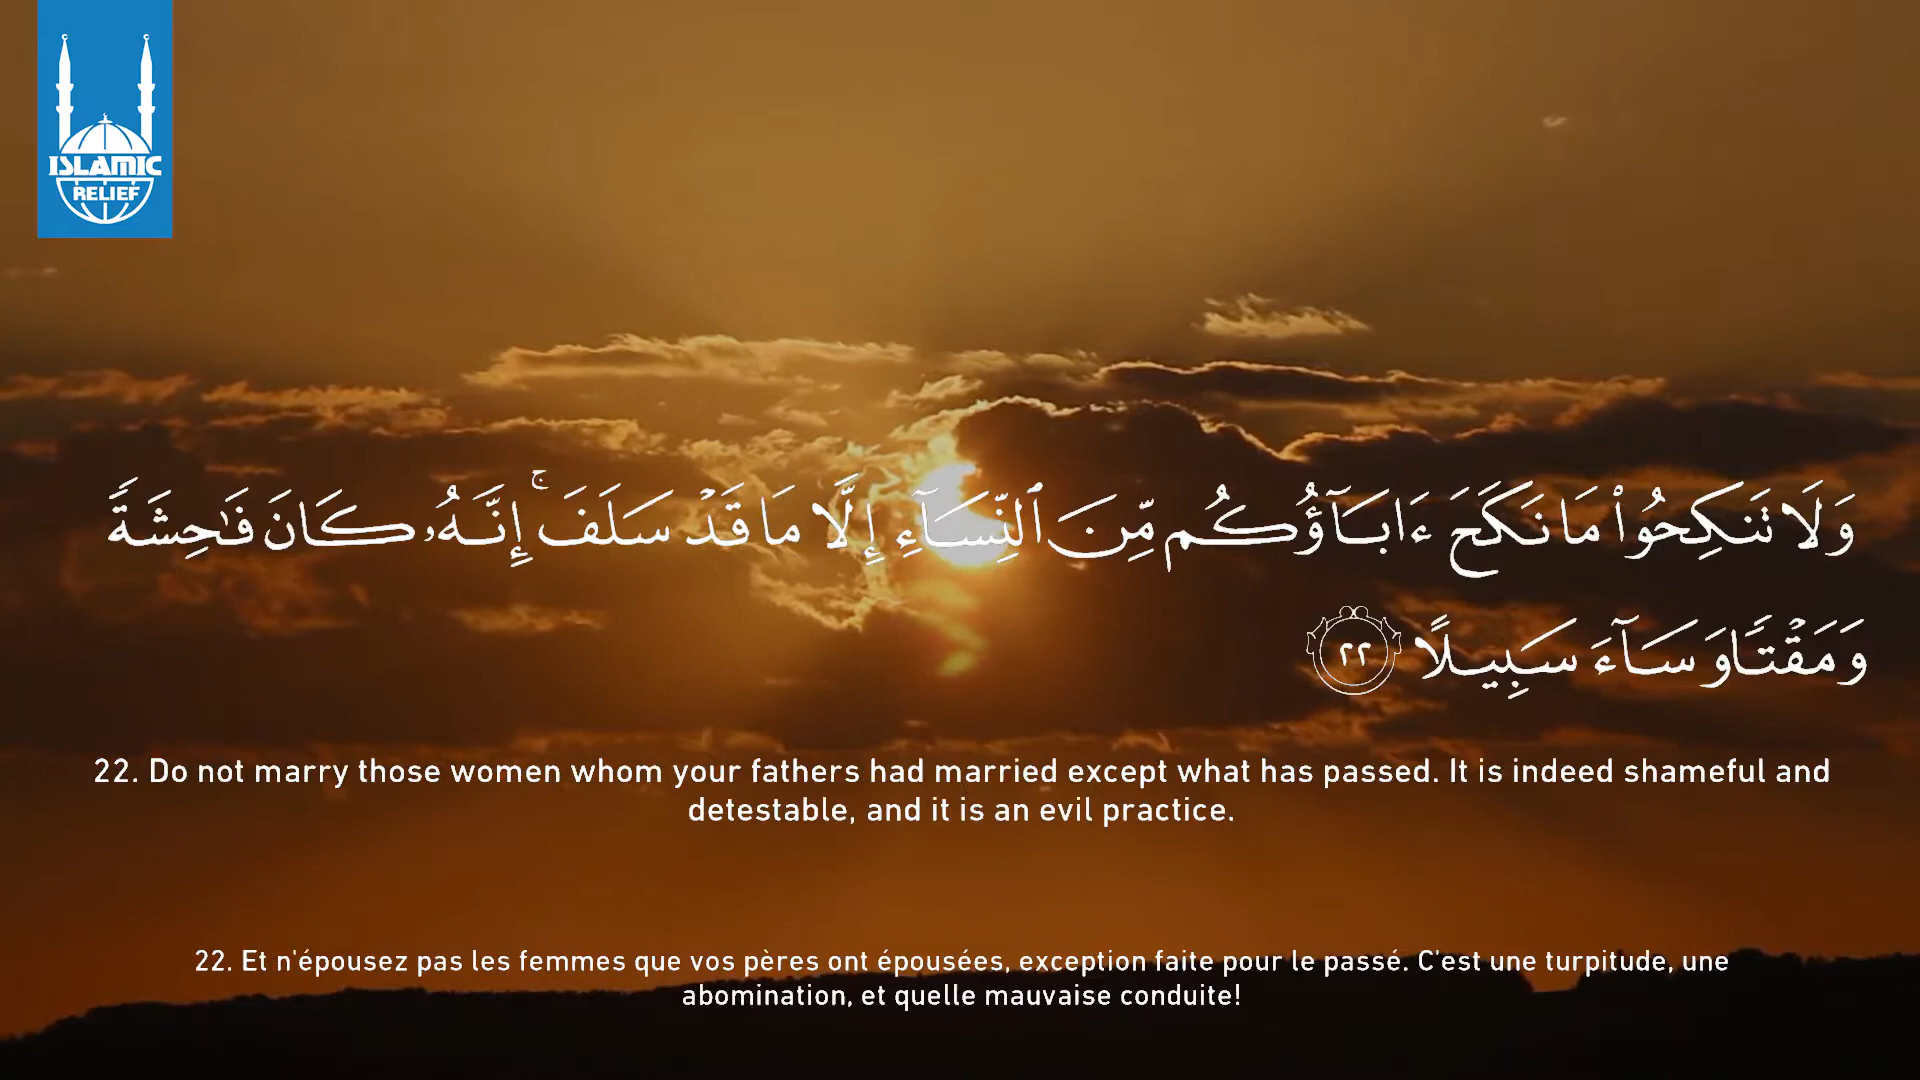 ISLAMIC
RELIEF
وَلَا تَنكِحُوا۟ مَا نَكَحَ ءَابَآؤُكُم مِّنَ ٱلنِّسَآءِ إِلَّا مَا قَدْ سَلَفَ ۚ إِنَّهُۥ كَانَ فَـٰحِشَةً
وَمَقْتًا وَسَآءَ سَبِيلًا ٢٢
22. Do not marry those women whom your fathers had married except what has passed. It is indeed shameful and
detestable, and it is an evil practice.
22. Et n'épousez pas les femmes que vos pères ont épousées, exception faite pour le passé. C'est une turpitude, une
abomination, et quelle mauvaise conduite!